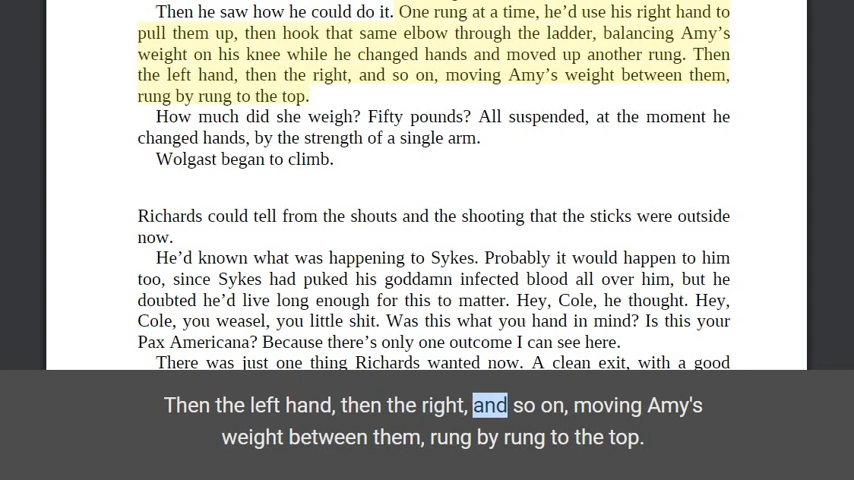 Then he saw how he could do it. One rung at a time, he’d use his right hand to
pull them up, then hook that same elbow through the ladder, balancing Amy’s
weight on his knee while he changed hands and moved up another rung. Then
the left hand, then the right, and so on, moving Amy’s weight between them,
rung by rung to the top.
How much did she weigh? Fifty pounds? All suspended, at the moment he
changed hands, by the strength of a single arm.
Wolgast began to climb.
Richards could tell from the shouts and the shooting that the sticks were outside
now.
He’d known what was happening to Sykes. Probably it would happen to him
too, since Sykes had puked his goddamn infected blood all over him, but he
doubted he’d live long enough for this to matter. Hey, Cole, he thought. Hey,
Cole, you weasel, you little shit. Was this what you hand in mind? Is this your
Pax Americana? Because there’s only one outcome I can see here.
There was just one thing Richards wanted now. A clean exit, with a good
Then the left hand, then the right, and so on, moving Amy's
weight between them, rung by rung to the top.